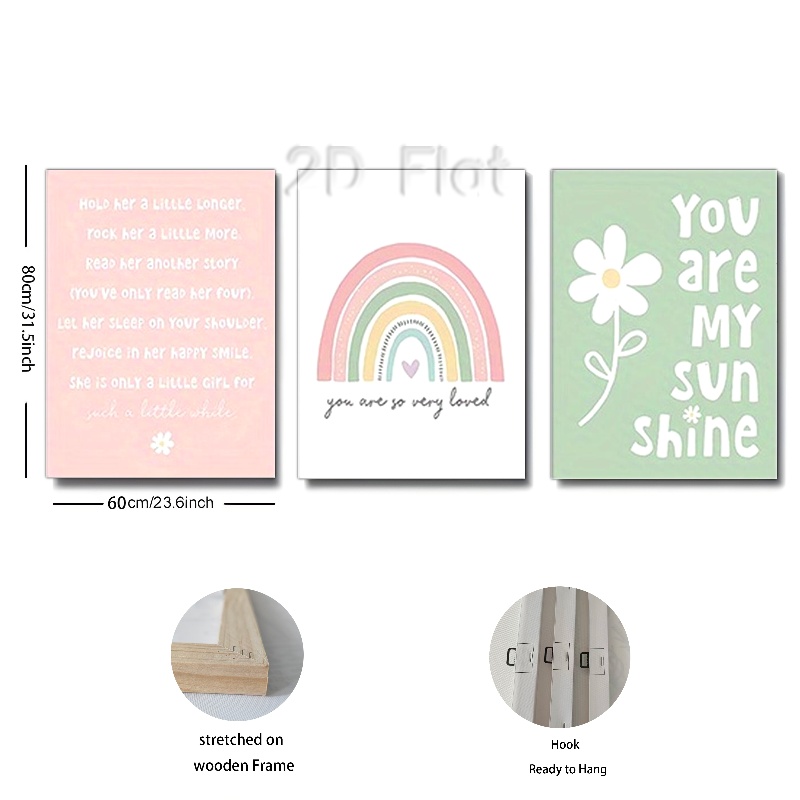 2D Flat
Hold her a little longer,
rock her a little more.
Read her another story
(You've only read her four).
Let her sleep on your shoulder.
rejoice in her happy smile.
She is only a little girl for
such a little while.
you are so very loved
You
are
MY
sun
shine
80cm/31.5inch
60cm/23.6inch
stretched on
wooden Frame
Hook
Ready to Hang